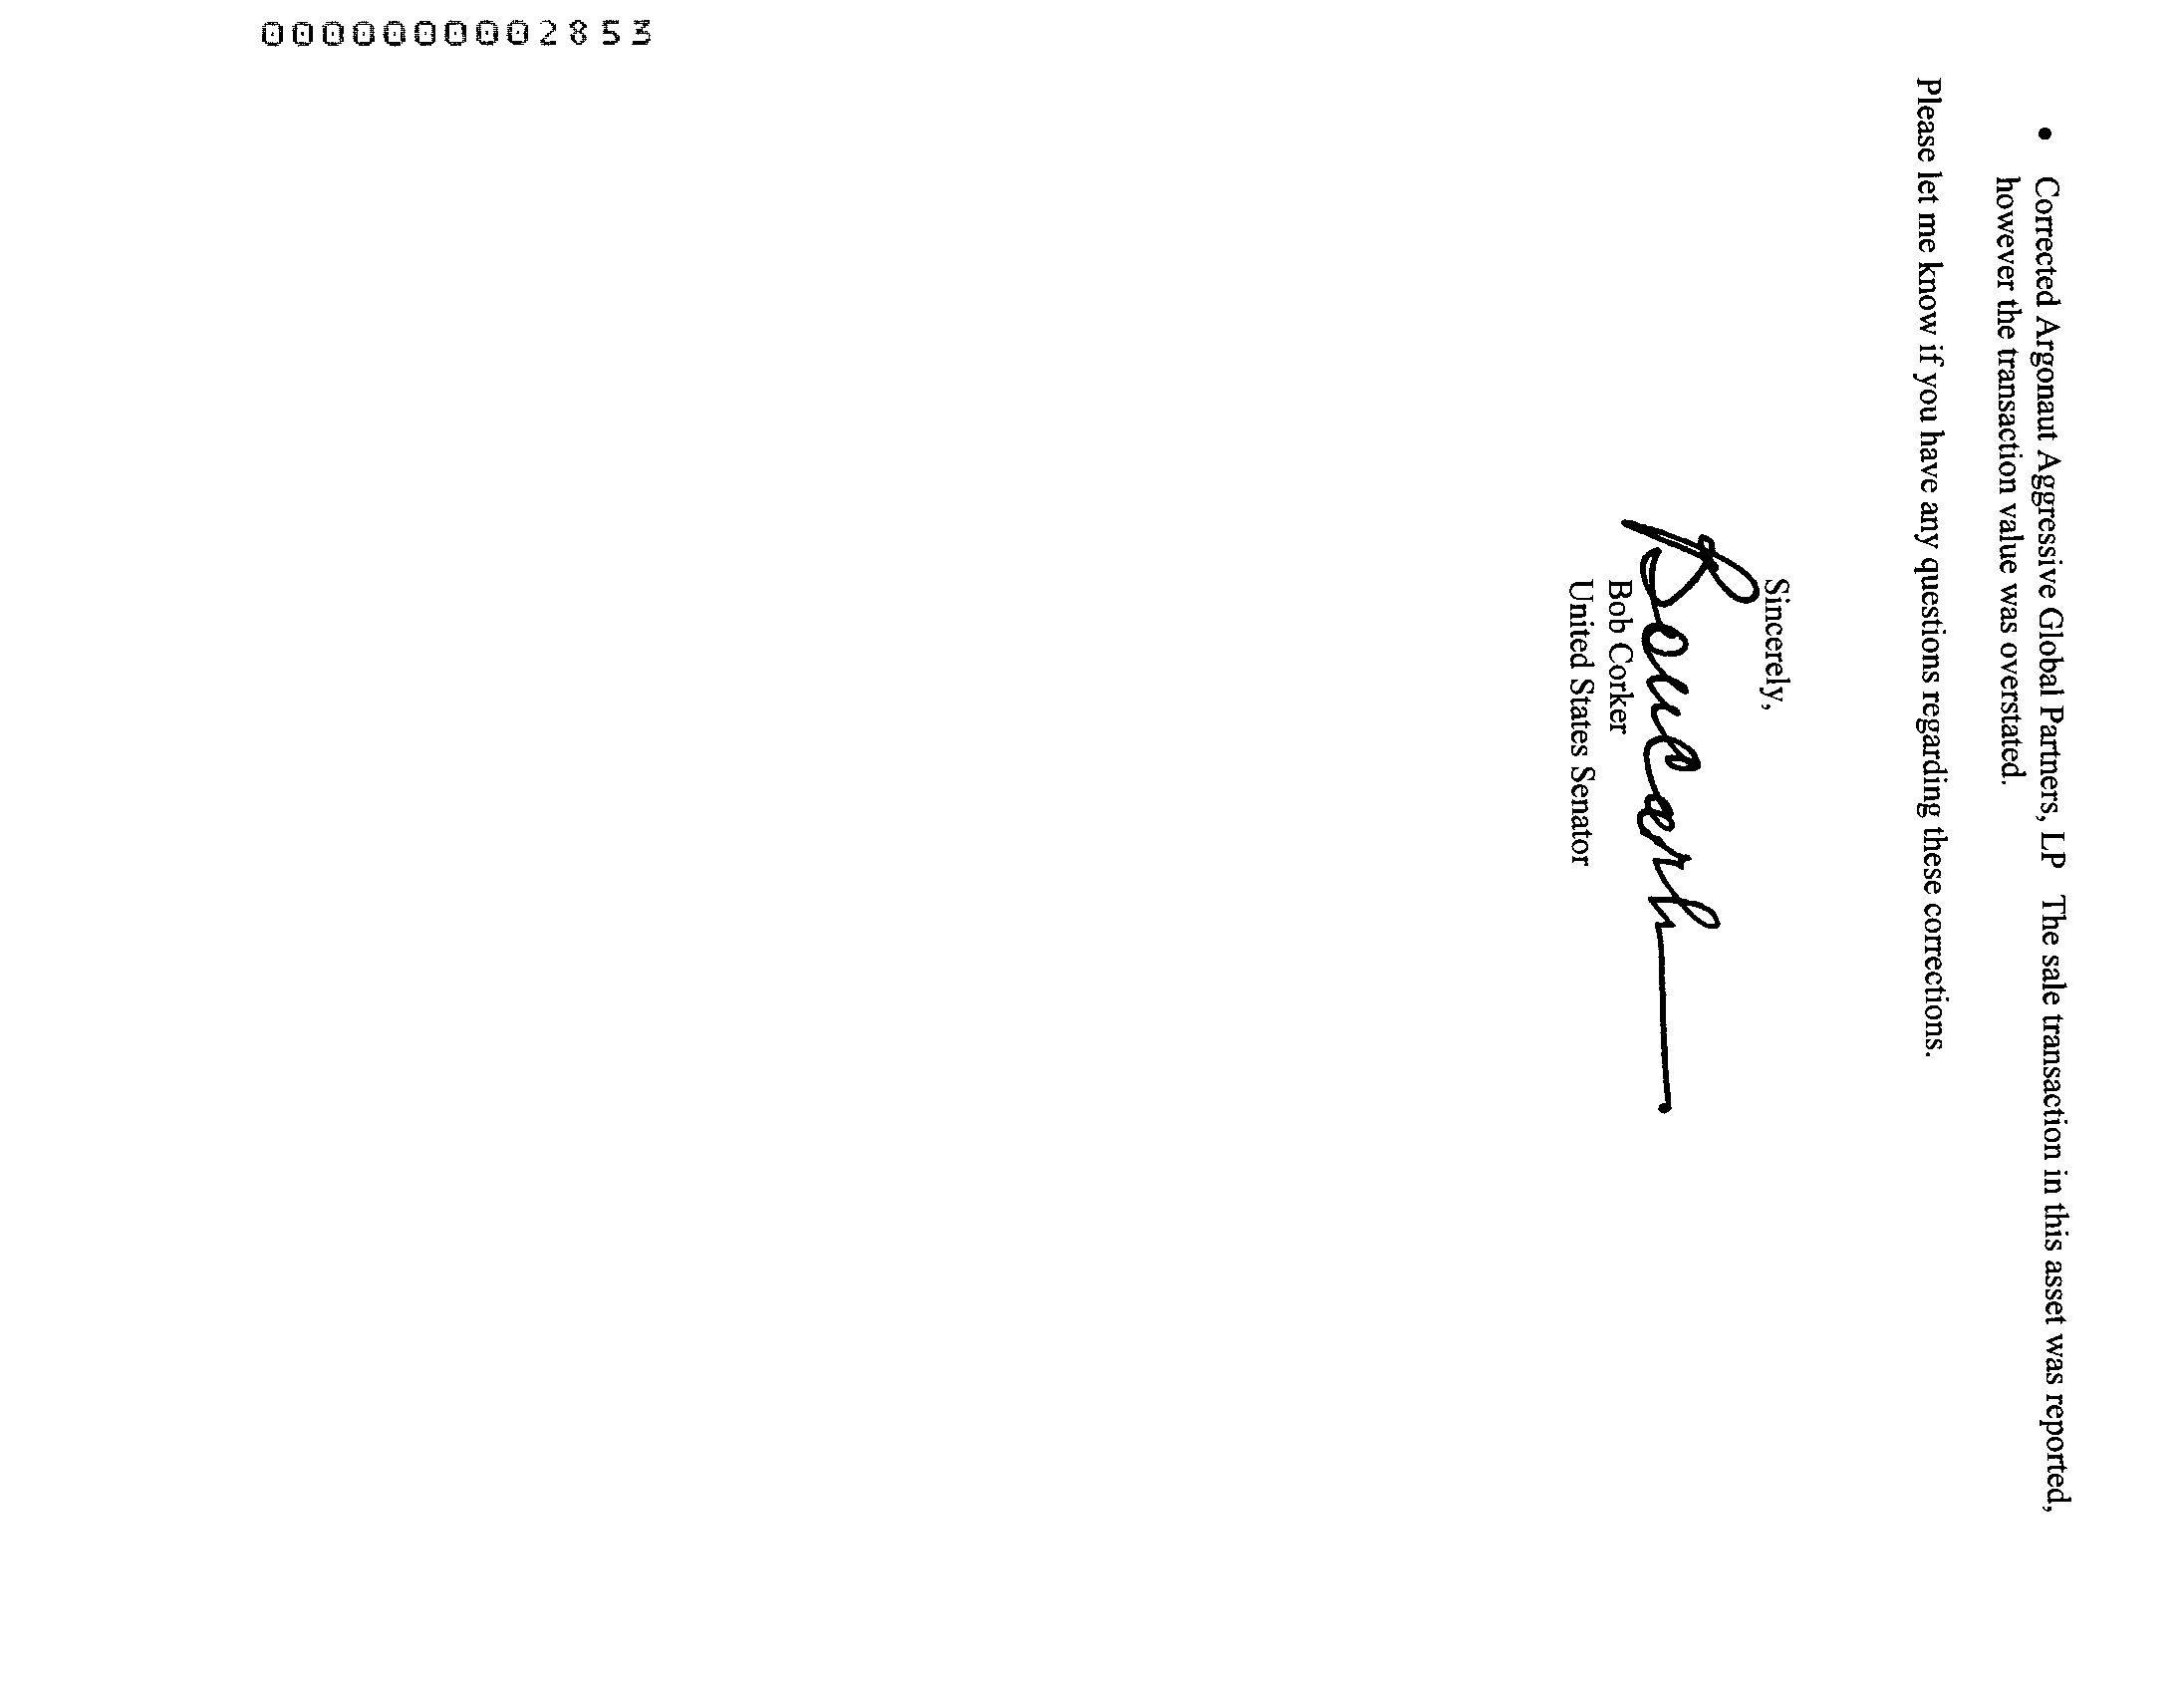 • Corrected Argonaut Aggressive Global Partners, LP The sale transaction in this asset was reported,
however the transaction value was overstated.
Please let me know if you have any questions regarding these corrections.
Sincerely,
Bob Corker
United States Senator
0000000002853